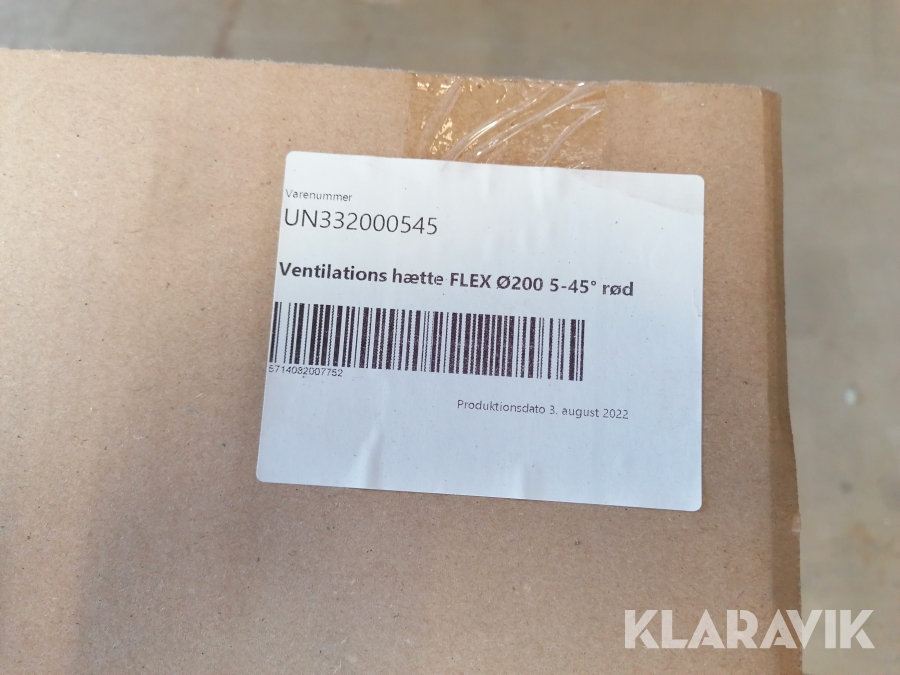 Varenummer
UN332000545
Ventilations hætte FLEX Ø200 5-45° rød
5714082007752
Produktionsdato 3. august 2022
KLARAVIK